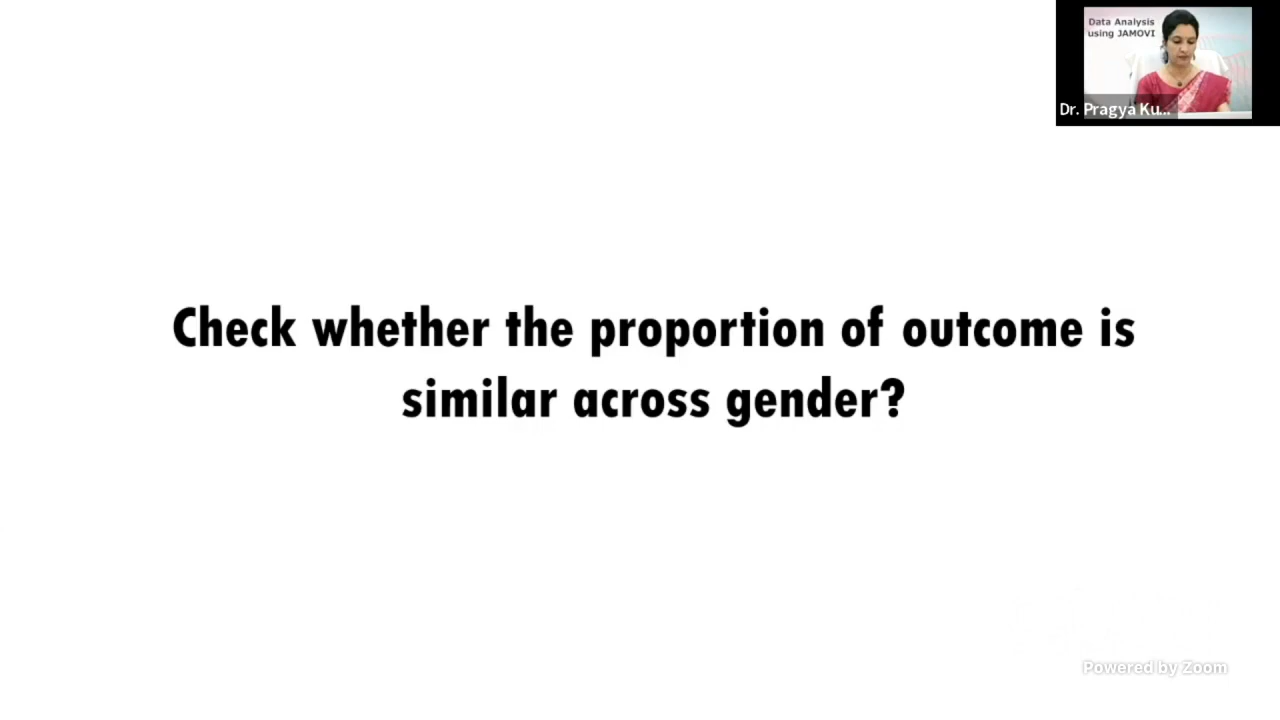 Data Analysis
using JAMOVI
Dr. Pragya Ku...
Check whether the proportion of outcome is
similar across gender?
Powered by Zoom